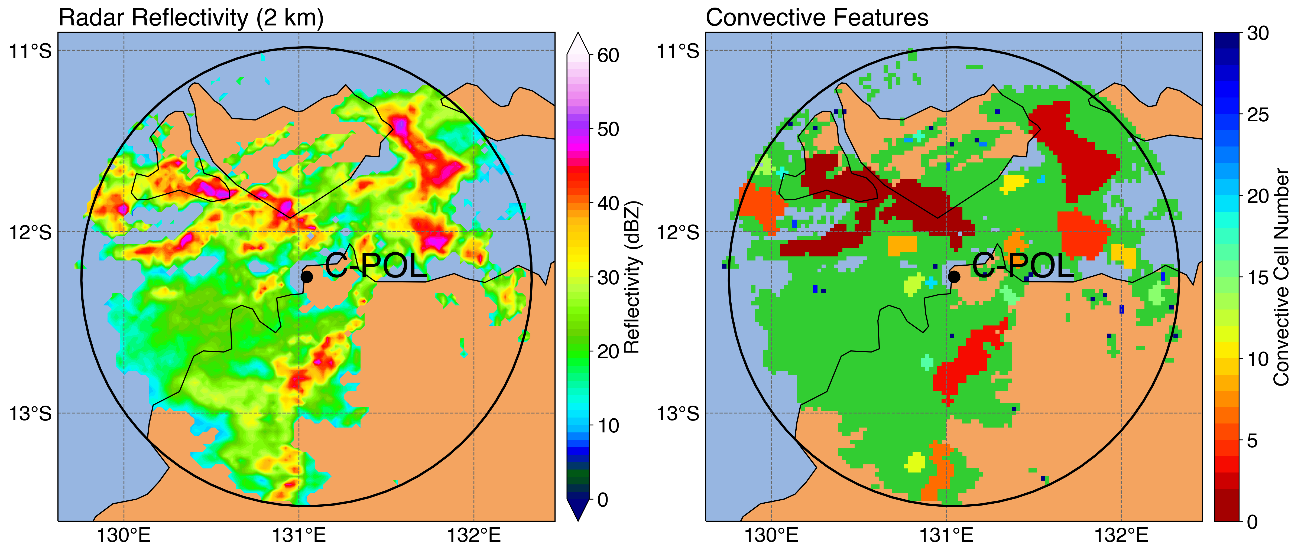 Radar Reflectivity (2 km)
11°S
12°S
13°S
130°E
131°E
132°E
C-POL
60
50
40
30
20
10
0
Reflectivity (dBZ)
Convective Features
11°S
12°S
13°S
130°E
131°E
132°E
C-POL
30
25
20
15
10
5
0
Convective Cell Number